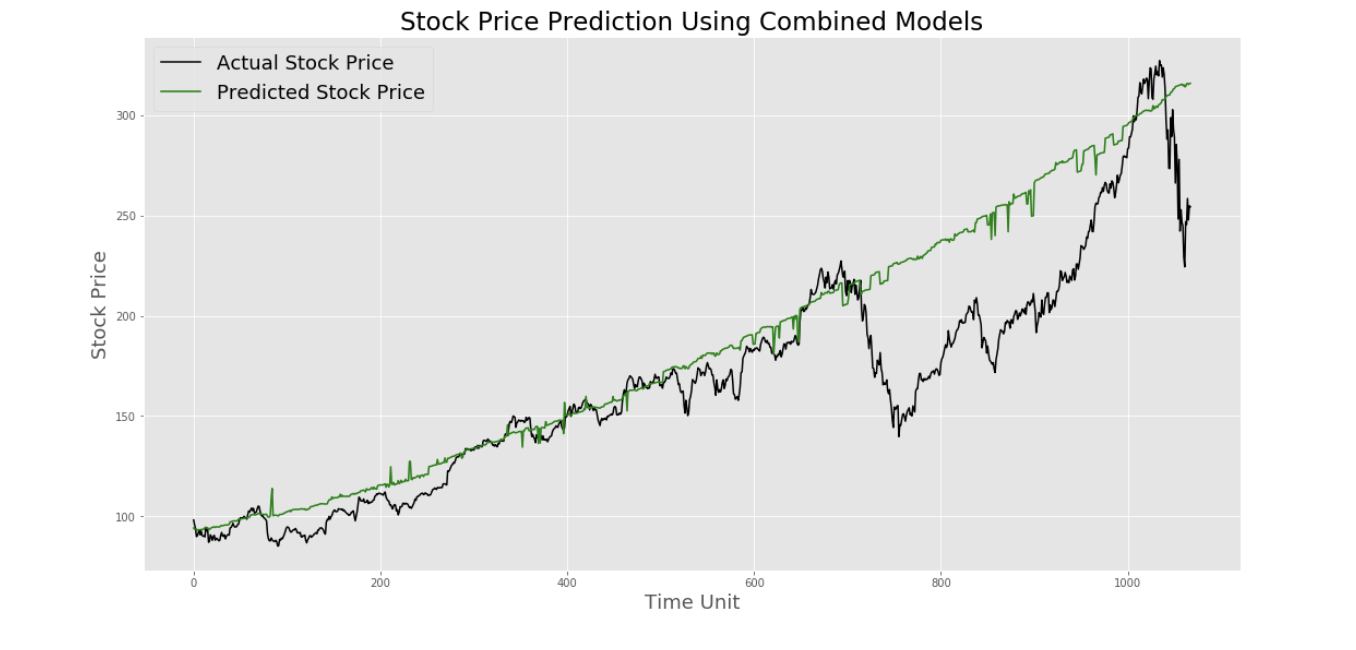 Stock Price Prediction Using Combined Models
Actual Stock Price
Predicted Stock Price
Stock Price
300
250
200
150
100
0 200 400 600 800 1000
Time Unit